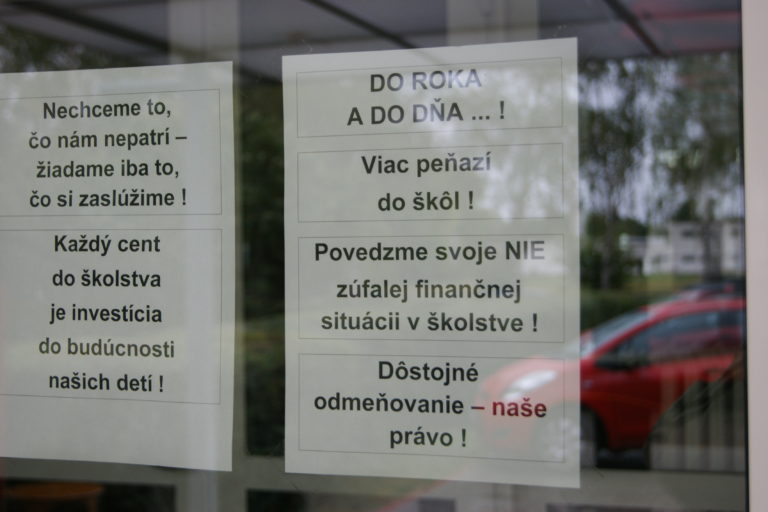 Nechceme to,
čo nám nepatrí –
žiadame iba to,
čo si zaslúžime !
Každý cent
do školstva
je investícia
do budúcnosti
našich detí !
DO ROKA
A DO DŇA ... !
Viac peňazí
do škôl !
Povedzme svoje NIE
zúfalej finančnej
situácii v školstve !
Dôstojné
odmeňovanie – naše
právo !